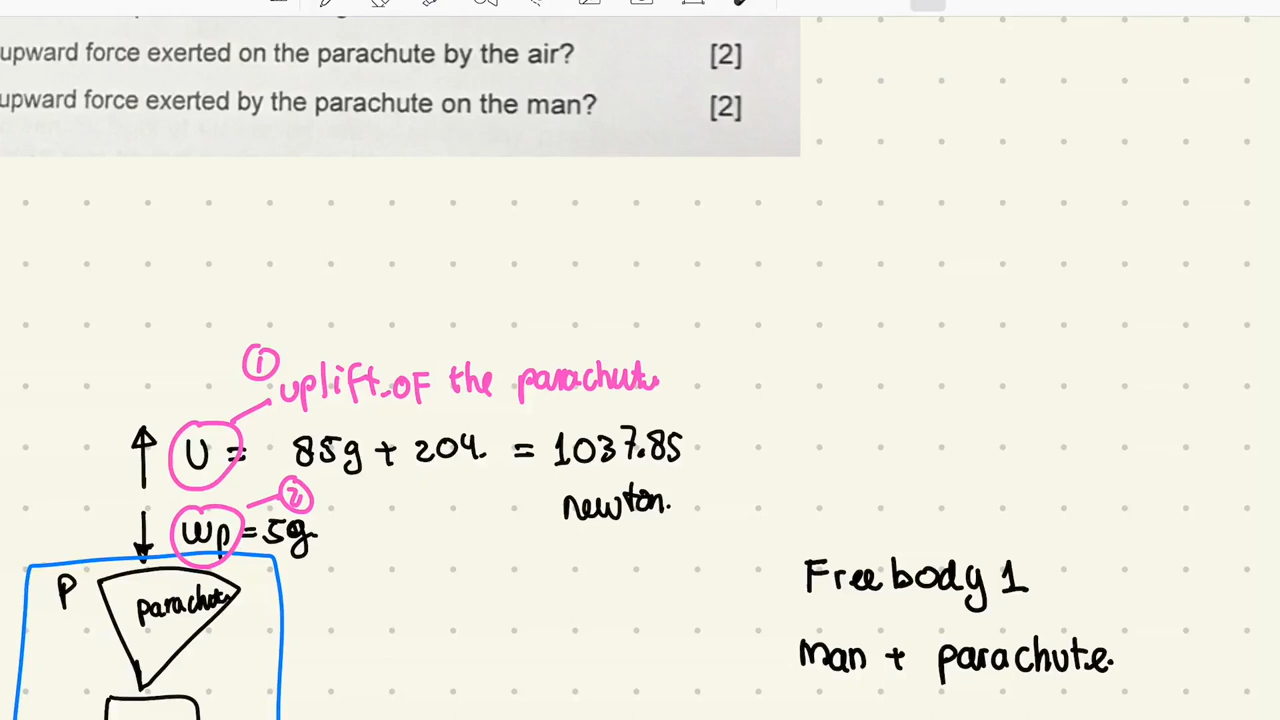 upward force exerted on the parachute by the air? [2]
upward force exerted by the parachute on the man? [2]
①
uplift of the parachute
U = 85g + 204. = 1037.85
newton.
②
Wp = 5g.
P
parachute
Free body 1
man + parachute.